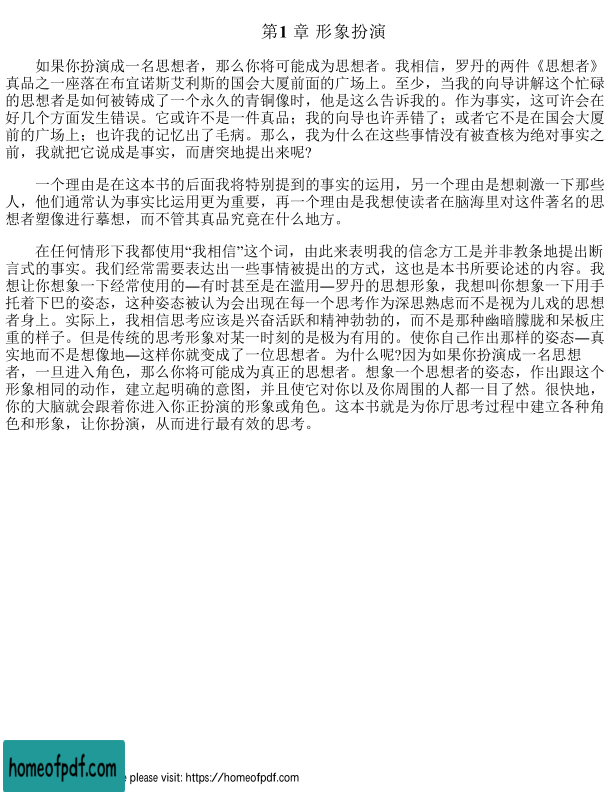 第1 章 形象扮演
如果你扮演成一名思想者，那么你将可能成为思想者。我相信，罗丹的两件《思想者》
真品之一座落在布宜诺斯艾利斯的国会大厦前面的广场上。至少，当我的向导讲解这个忙碌
的思想者是如何被铸成了一个永久的青铜像时，他是这么告诉我的。作为事实，这可许会在
好几个方面发生错误。它或许不是一件真品；我的向导也许弄错了；或者它不是在国会大厦
前的广场上；也许我的记忆出了毛病。那么，我为什么在这些事情没有被查核为绝对事实之
前，我就把它说成是事实，而唐突地提出来呢?
一个理由是在这本书的后面我将特别提到的事实的运用，另一个理由是想刺激一下那些
人，他们通常认为事实比运用更为重要，再一个理由是我想使读者在脑海里对这件著名的思
想者塑像进行摹想，而不管其真品究竟在什么地方。
在任何情形下我都使用“我相信”这个词，由此来表明我的信念方工是并非教条地提出断
言式的事实。我们经常需要表达出一些事情被提出的方式，这也是本书所要论述的内容。我
想让你想象一下经常使用的—有时甚至是在滥用—罗丹的思想形象，我想叫你想象一下用手
托着下巴的姿态，这种姿态被认为会出现在每一个思考作为深思熟虑而不是视为儿戏的思想
者身上。实际上，我相信思考应该是兴奋活跃和精神勃勃的，而不是那种幽暗朦胧和呆板庄
重的样子。但是传统的思考形象对某一时刻的是极为有用的。使你自己作出那样的姿态—真
实地而不是想像地—这样你就变成了一位思想者。为什么呢?因为如果你扮演成一名思想
者，一旦进入角色，那么你将可能成为真正的思想者。想象一个思想者的姿态，作出跟这个
形象相同的动作，建立起明确的意图，并且使它对你以及你周围的人都一目了然。很快地，
你的大脑就会跟着你进入你正扮演的形象或角色。这本书就是为你厅思考过程中建立各种角
色和形象，让你扮演，从而进行最有效的思考。
homeofpdf.com
please visit: https://homeofpdf.com